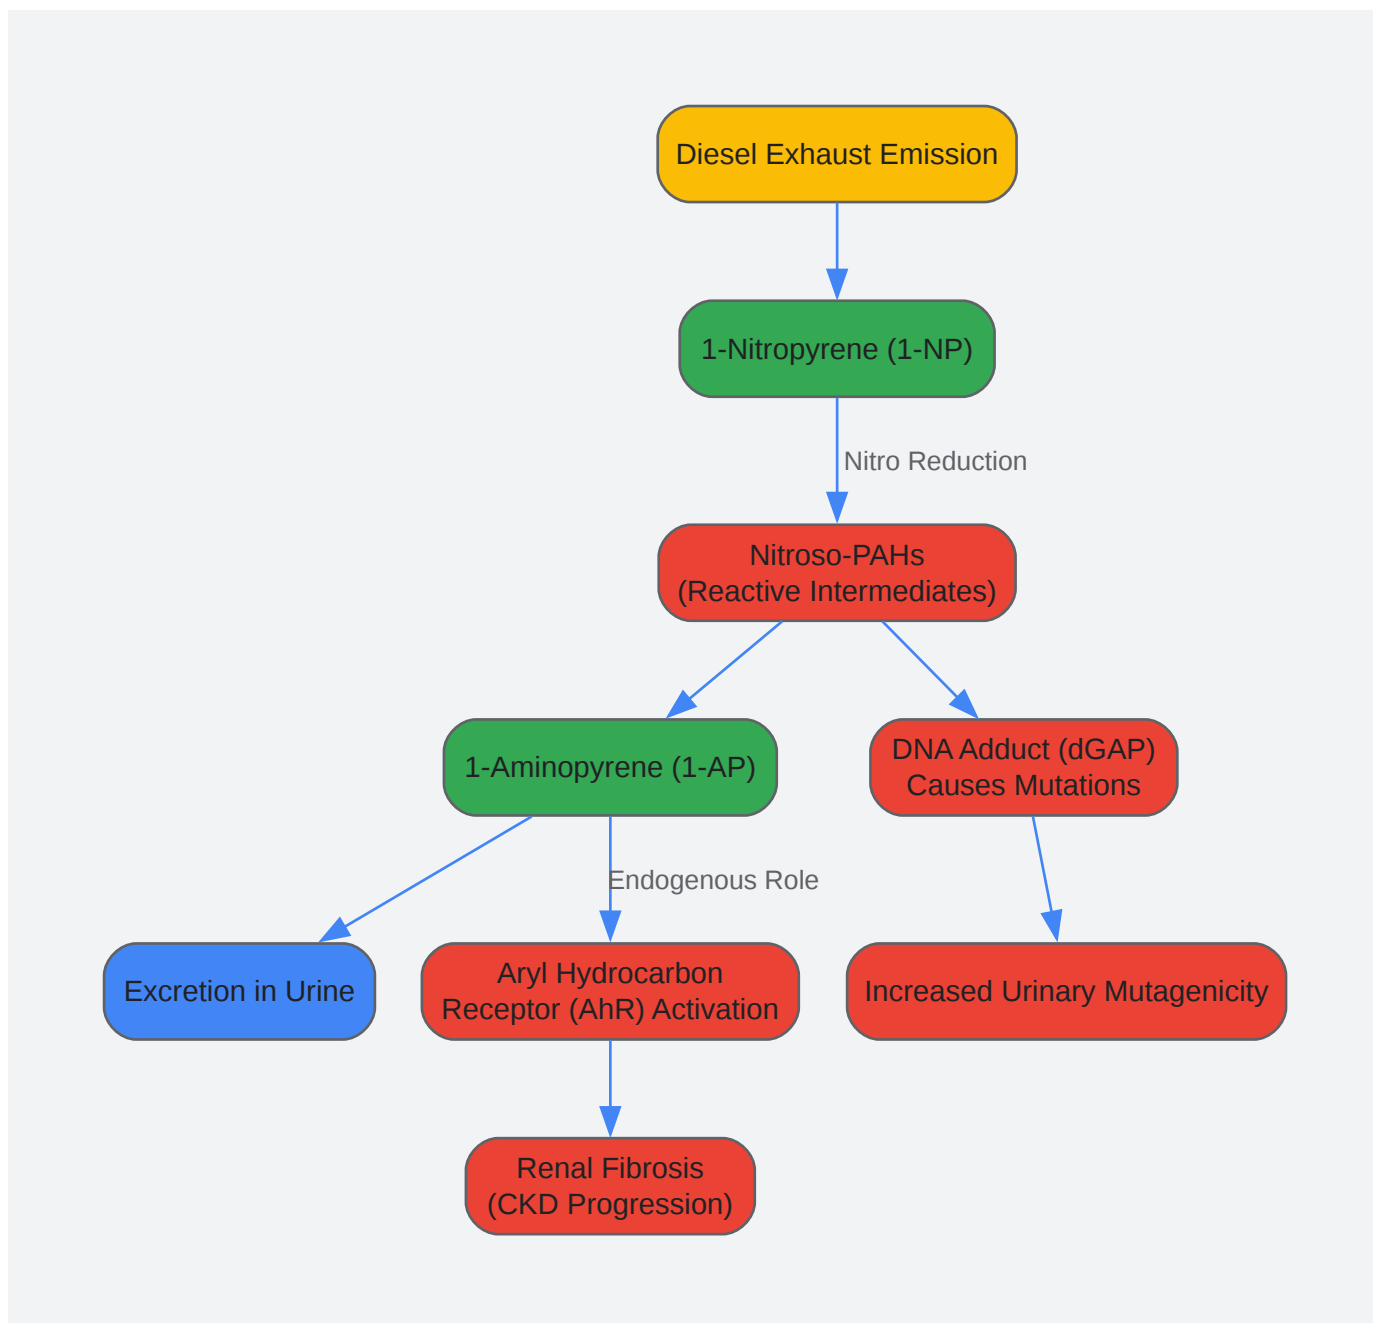 Diesel Exhaust Emission
1-Nitropyrene (1-NP)
Nitro Reduction
Nitroso-PAHs
(Reactive Intermediates)
1-Aminopyrene (1-AP)
DNA Adduct (dGAP)
Causes Mutations
Endogenous Role
Excretion in Urine
Aryl Hydrocarbon
Receptor (AhR) Activation
Increased Urinary Mutagenicity
Renal Fibrosis
(CKD Progression)